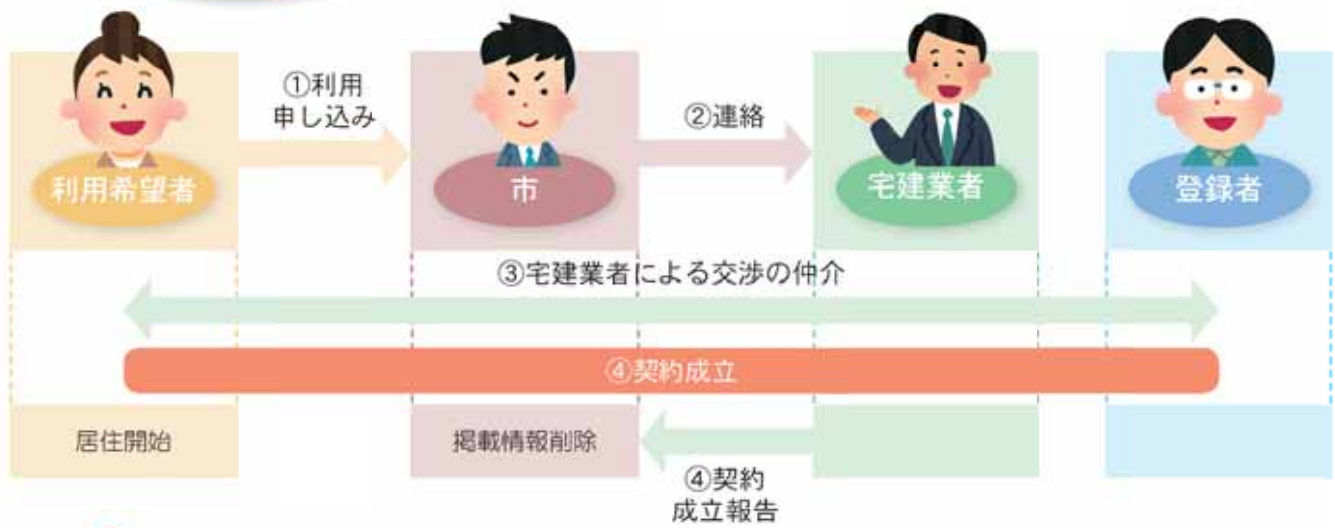 ①利用
申し込み
②連絡
利用希望者
市
宅建業者
登録者
③宅建業者による交渉の仲介
④契約成立
居住開始
掲載情報削除
④契約
成立報告